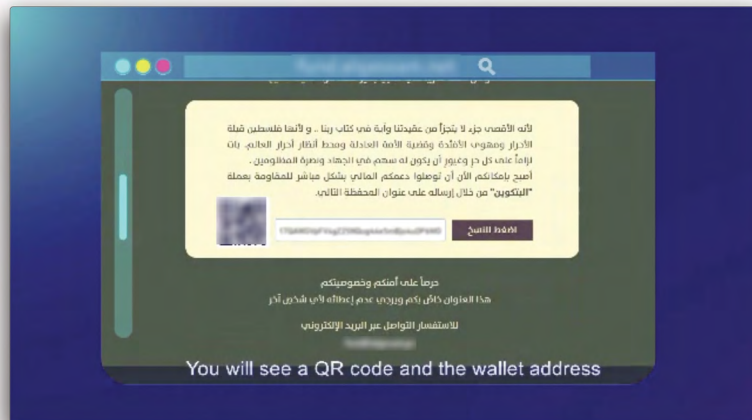 لأنه الأقصى جزء لا يتجزأ من عقيدتنا وآية في كتاب ربنا .. و لأنها فلسطين قبلة
الأحرار ومهوى الأفئدة وقضية الأمة العادلة ومحط أنظار أحرار العالم، بات
لزاماً على كل حر وغيور أن يكون له سهم في الجهاد ونصرة المظلومين .
أصبح بإمكانكم الآن أن توصلوا دعمكم المالي بشكل مباشر للمقاومة بعملة
"البتكوين" من خلال إرساله على عنوان المحفظة التالي.
اضغط للنسخ
حرصاً على أمنكم وخصوصيتكم
هذا العنوان خاصٌ بكم ويرجى عدم إعطائه لأي شخص آخر
للاستفسار التواصل عبر البريد الإلكتروني
You will see a QR code and the wallet address